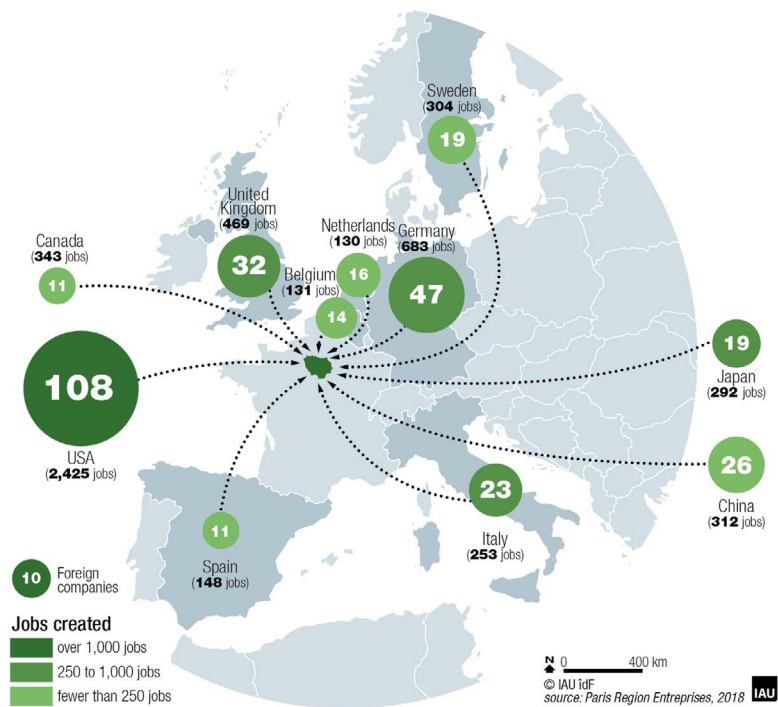 Sweden
(304 jobs)
19
United
Kingdom
(469 jobs)
32
Netherlands
(130 jobs)
16
Germany
(683 jobs)
47
Canada
(343 jobs)
11
Belgium
(131 jobs)
14
108
USA
(2,425 jobs)
19
Japan
(292 jobs)
26
China
(312 jobs)
23
Italy
(253 jobs)
11
Spain
(148 jobs)
10
Foreign
companies
Jobs created
over 1,000 jobs
250 to 1,000 jobs
fewer than 250 jobs
N
0 400 km
© IAU îdF
source: Paris Region Entreprises, 2018
IAU